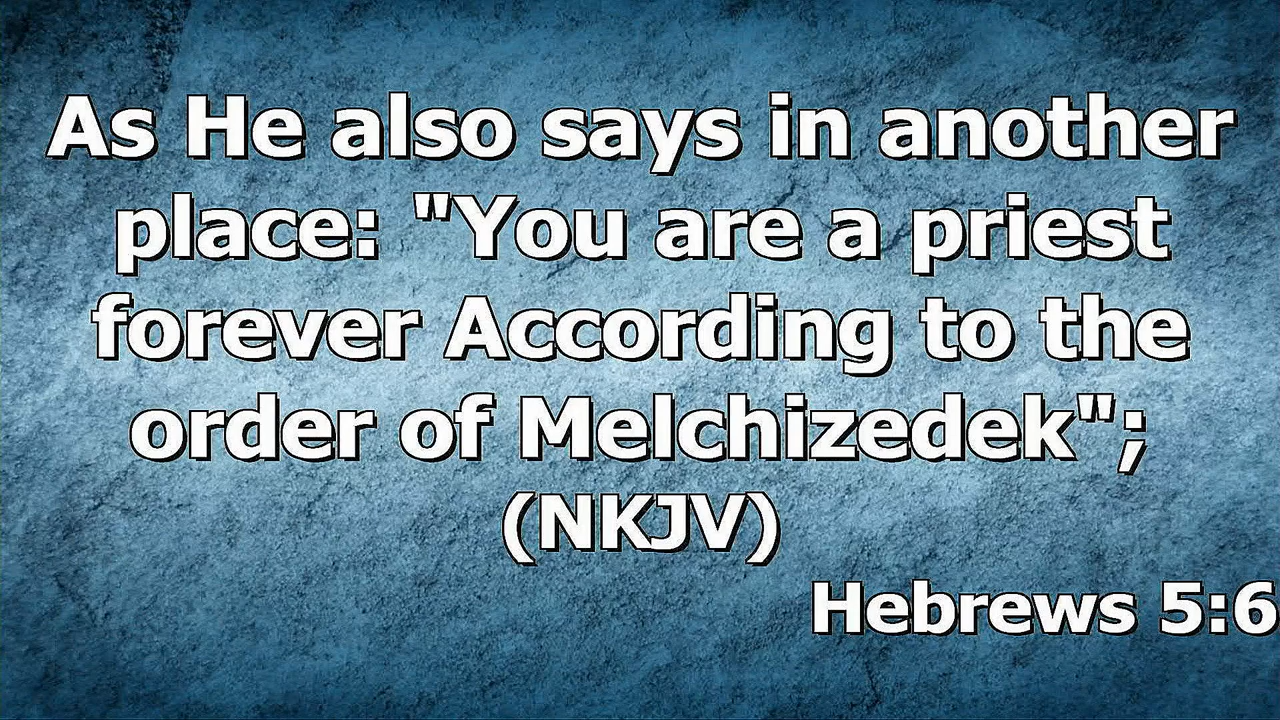 As He also says in another
place: "You are a priest
forever According to the
order of Melchizedek";
(NKJV)
Hebrews 5:6